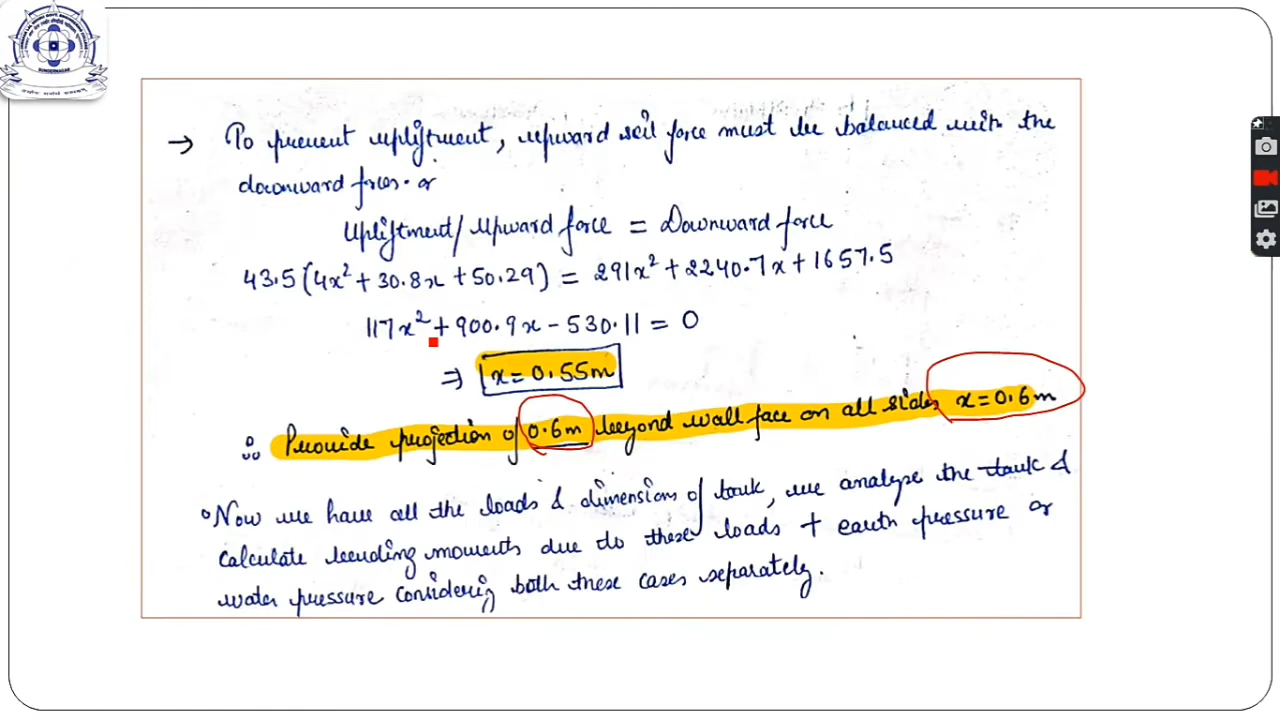 → To prevent upliftment, upward soil force must be balanced with the
downward forces. or
Upliftment/Upward force = Downward force
43.5(4x² + 30.8x + 50.29) = 291x² + 2240.7x + 1657.5
117x² + 900.9x - 530.11 = 0
⇒ x = 0.55m
∴ Provide projection of 0.6m beyond wall face on all sides x = 0.6m
Now we have all the loads & dimensions of tank, we analyse the tank &
calculate bending moments due to these loads + earth pressure or
water pressure considering both these cases separately.